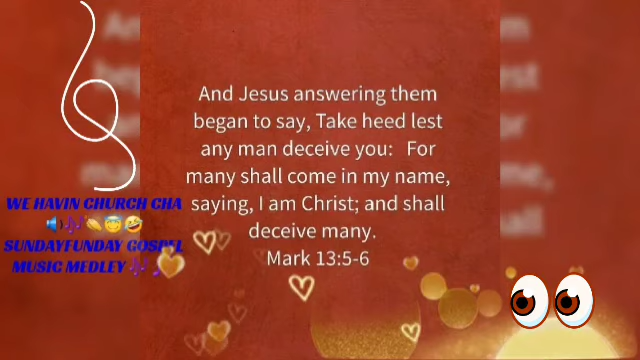 And Jesus answering them
began to say, Take heed lest
any man deceive you: For
many shall come in my name,
saying, I am Christ; and shall
deceive many.
Mark 13:5-6
WE HAVIN CHURCH CHA
🔊🎶👏😇🤣
SUNDAYFUNDAY GOSPEL
MUSIC MEDLEY🎶🎵